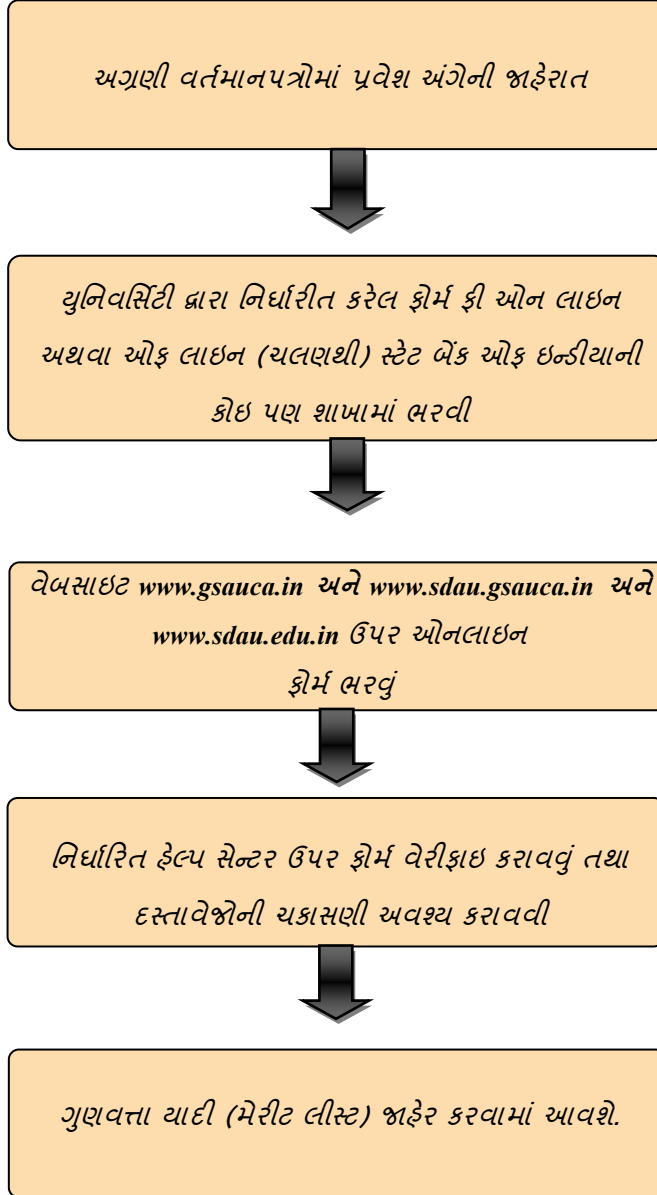 અગ્રણી વર્તમાનપત્રોમાં પ્રવેશ અંગેની જાહેરાત
યુનિવર્સિટી દ્વારા નિર્ધારીત કરેલ ફોર્મ ફી ઓન લાઇન
અથવા ઓફ લાઇન (ચલણથી) સ્ટેટ બેંક ઓફ ઇન્ડીયાની
કોઇ પણ શાખામાં ભરવી
વેબસાઇટ www.gsauca.in અને www.sdau.gsauca.in અને
www.sdau.edu.in ઉપર ઓનલાઇન
ફોર્મ ભરવું
નિર્ધારિત હેલ્પ સેન્ટર ઉપર ફોર્મ વેરીફાઇ કરાવવું તથા
દસ્તાવેજોની ચકાસણી અવશ્ય કરાવવી
ગુણવત્તા યાદી (મેરીટ લીસ્ટ) જાહેર કરવામાં આવશે.